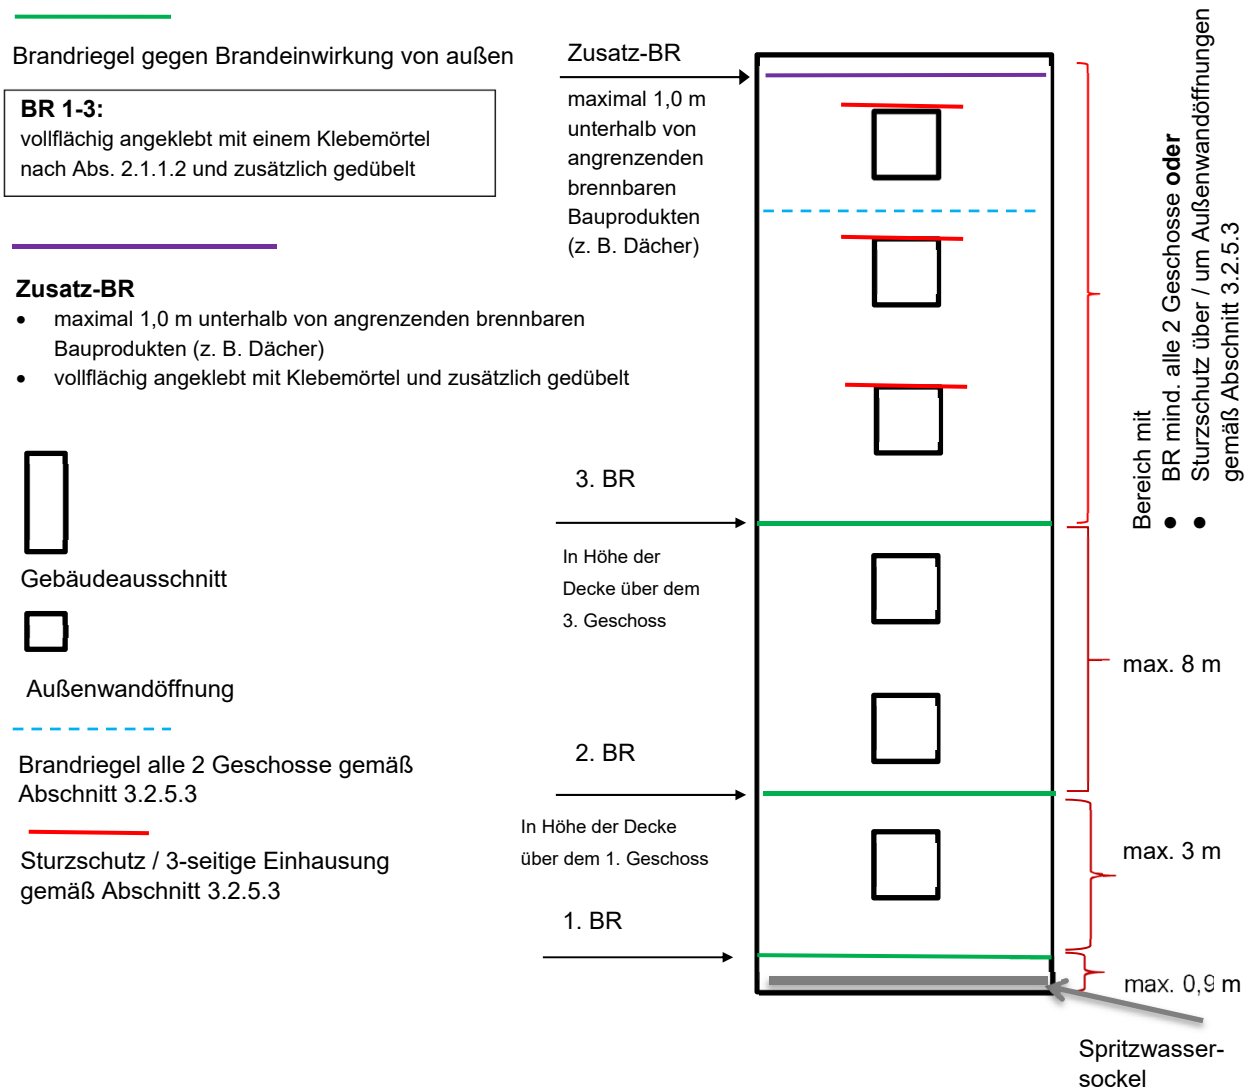 Brandriegel gegen Brandeinwirkung von außen
BR 1-3:
vollflächig angeklebt mit einem Klebemörtel
nach Abs. 2.1.1.2 und zusätzlich gedübelt
Zusatz-BR
• maximal 1,0 m unterhalb von angrenzenden brennbaren
Bauprodukten (z. B. Dächer)
• vollflächig angeklebt mit Klebemörtel und zusätzlich gedübelt
Gebäudeausschnitt
Außenwandöffnung
Brandriegel alle 2 Geschosse gemäß
Abschnitt 3.2.5.3
Sturzschutz / 3-seitige Einhausung
gemäß Abschnitt 3.2.5.3
Zusatz-BR
maximal 1,0 m
unterhalb von
angrenzenden
brennbaren
Bauprodukten
(z. B. Dächer)
3. BR
In Höhe der
Decke über dem
3. Geschoss
2. BR
In Höhe der Decke
über dem 1. Geschoss
1. BR
Bereich mit
• BR mind. alle 2 Geschosse oder
• Sturzschutz über / um Außenwandöffnungen
gemäß Abschnitt 3.2.5.3
max. 8 m
max. 3 m
max. 0,9 m
Spritzwasser-
sockel